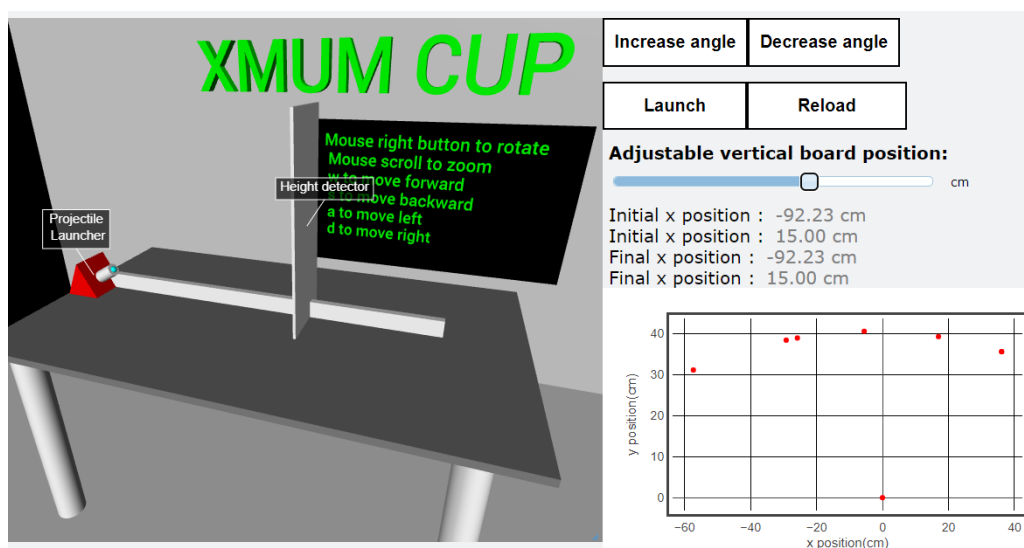 XMUM CUP
Mouse right button to rotate
Mouse scroll to zoom
w to move forward
s to move backward
a to move left
d to move right
Height detector
Projectile
Launcher
Increase angle
Decrease angle
Launch
Reload
Adjustable vertical board position:
cm
Initial x position : -92.23 cm
Initial x position : 15.00 cm
Final x position : -92.23 cm
Final x position : 15.00 cm
y position(cm)
40
30
20
10
0
−60
−40
−20
0
20
40
x position(cm)